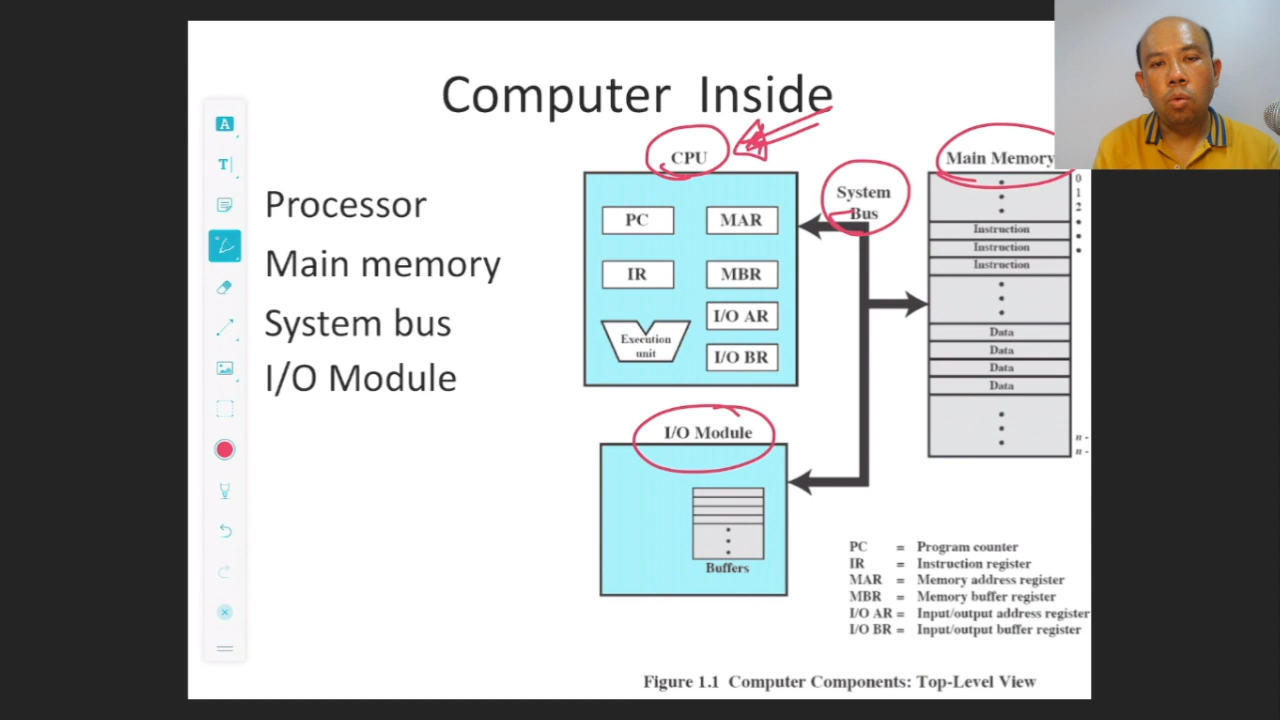 Computer Inside
A
T
Processor
Main memory
System bus
I/O Module
CPU
PC
MAR
IR
MBR
I/O AR
I/O BR
Execution
unit
System
Bus
Main Memory
0
1
2
Instruction
Instruction
Instruction
Data
Data
Data
Data
n -
n -
I/O Module
Buffers
PC = Program counter
IR = Instruction register
MAR = Memory address register
MBR = Memory buffer register
I/O AR = Input/output address register
I/O BR = Input/output buffer register
Figure 1.1 Computer Components: Top-Level View